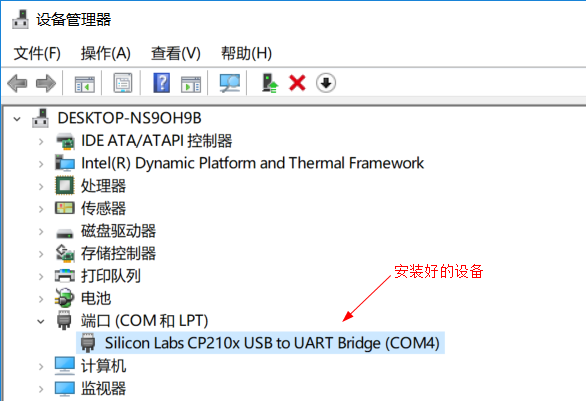 设备管理器
文件(F) 操作(A) 查看(V) 帮助(H)
DESKTOP-NS9OH9B
IDE ATA/ATAPI 控制器
Intel(R) Dynamic Platform and Thermal Framework
处理器
传感器
磁盘驱动器
存储控制器
打印队列
安装好的设备
电池
端口 (COM 和 LPT)
Silicon Labs CP210x USB to UART Bridge (COM4)
计算机
监视器